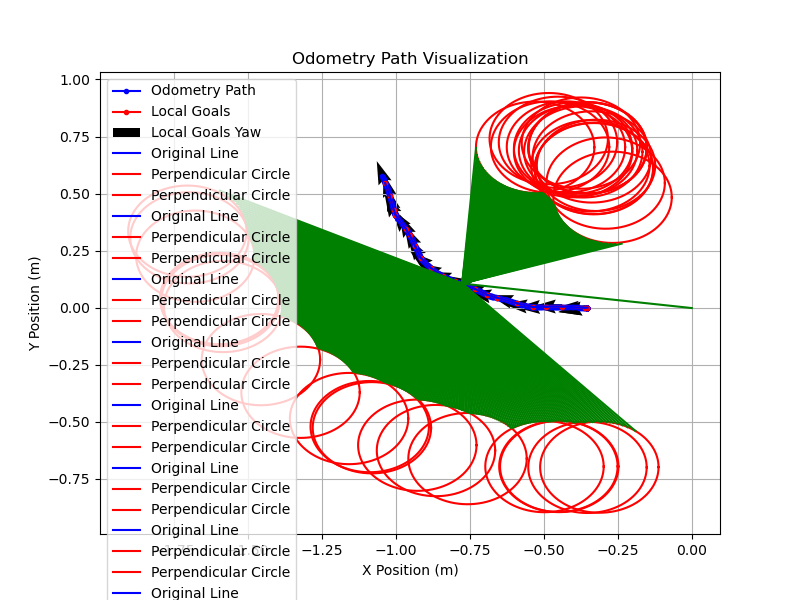 Odometry Path Visualization
1.00
0.75
0.50
0.25
0.00
−0.25
−0.50
−0.75
Y Position (m)
Odometry Path
Local Goals
Local Goals Yaw
Original Line
Perpendicular Circle
Perpendicular Circle
Original Line
Perpendicular Circle
Perpendicular Circle
Original Line
Perpendicular Circle
Perpendicular Circle
Original Line
Perpendicular Circle
Perpendicular Circle
Original Line
Perpendicular Circle
Perpendicular Circle
Original Line
Perpendicular Circle
Perpendicular Circle
Original Line
Perpendicular Circle
Perpendicular Circle
Original Line
−1.25 −1.00 −0.75 −0.50 −0.25 0.00
X Position (m)